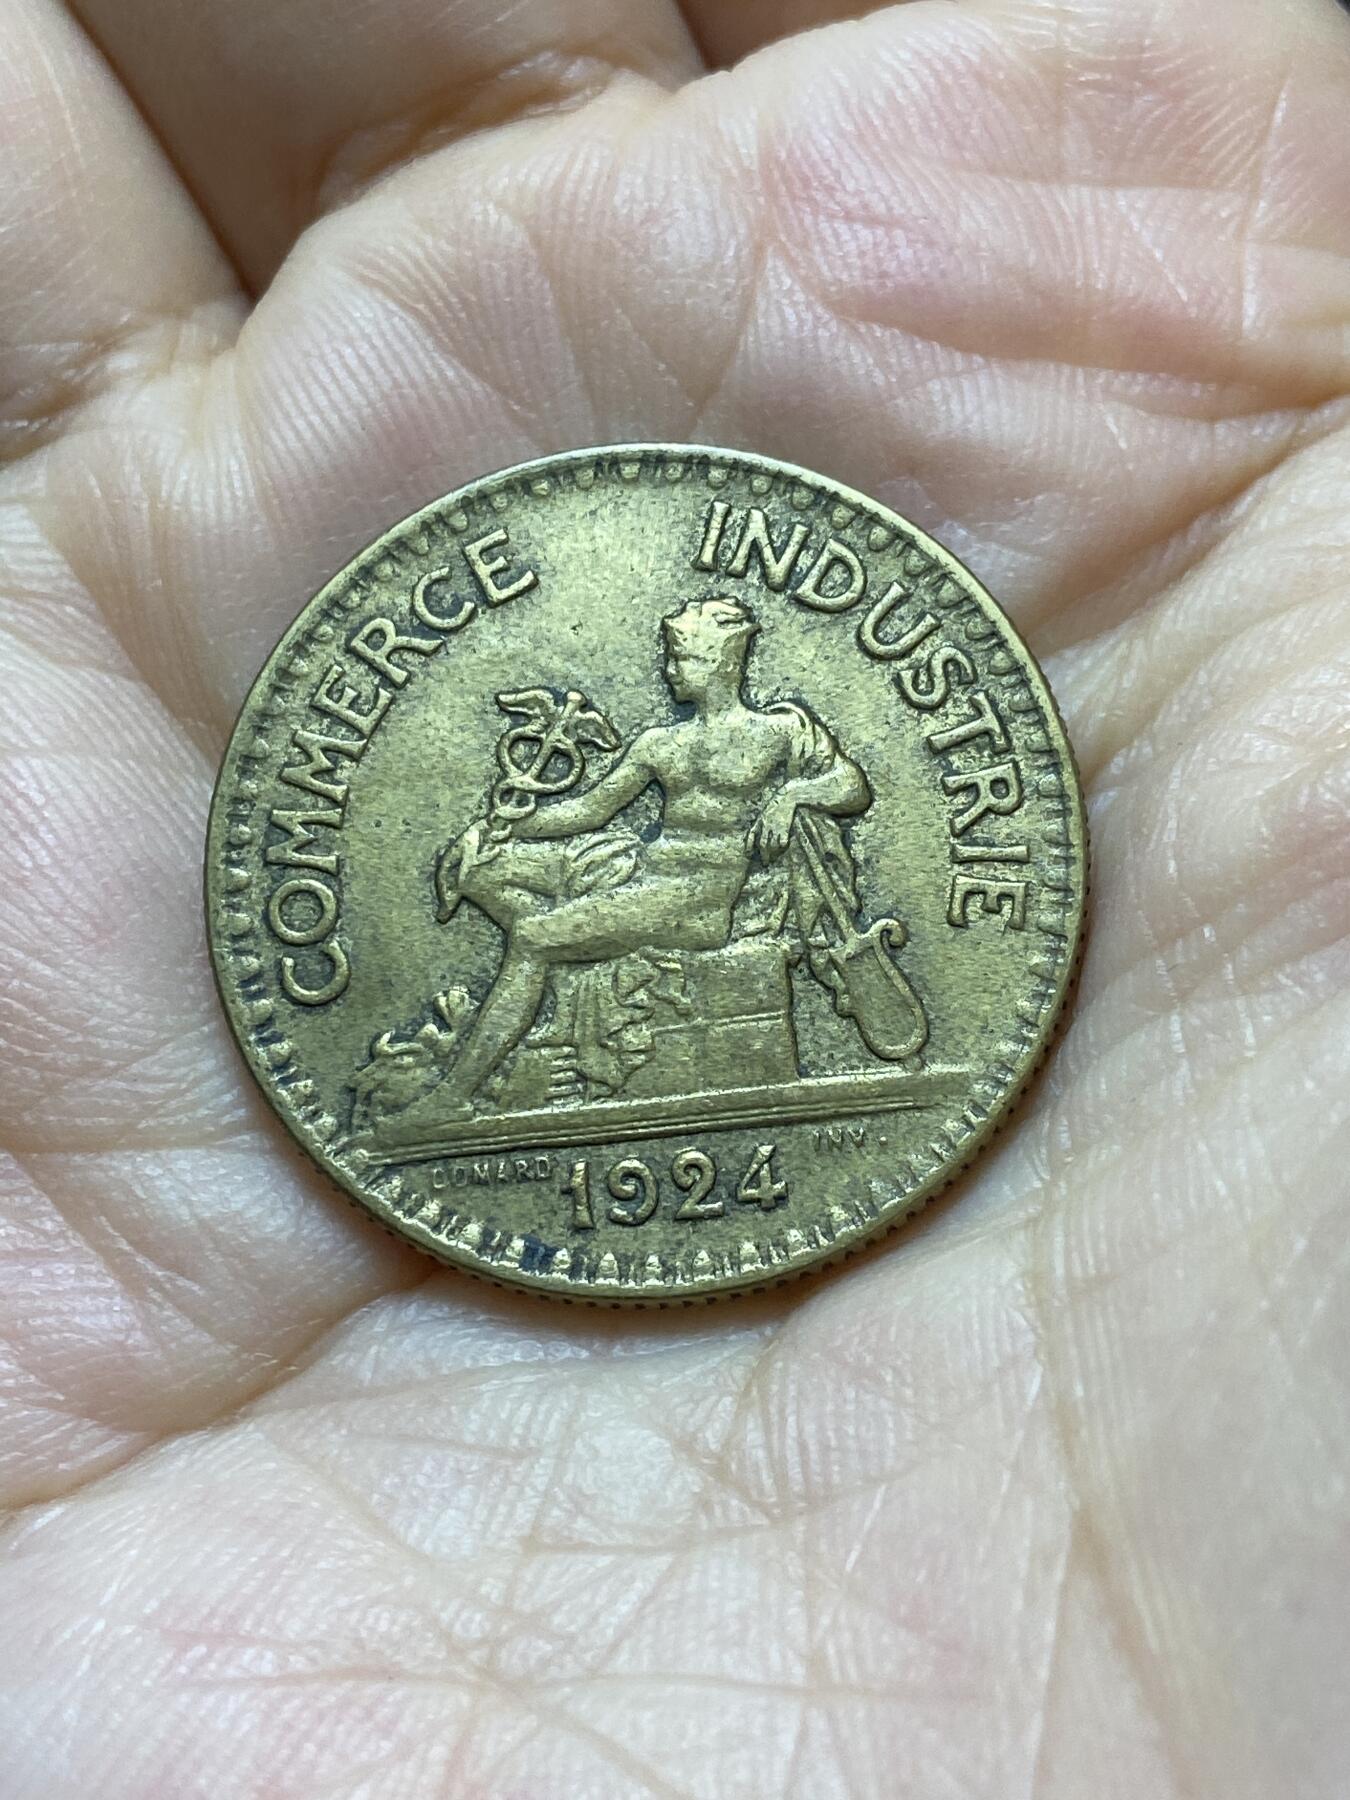 COMMERCE INDUSTRIE
DOMARD INV.
1924